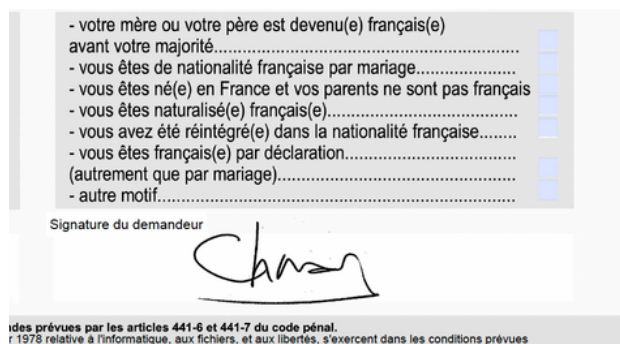 - votre mère ou votre père est devenu(e) français(e)
avant votre majorité.................................................................
- vous êtes de nationalité française par mariage.....................
- vous êtes né(e) en France et vos parents ne sont pas français
- vous êtes naturalisé(e) français(e).......................................
- vous avez été réintégré(e) dans la nationalité française........
- vous êtes français(e) par déclaration....................................
(autrement que par mariage)..................................................
- autre motif...........................................................................
Signature du demandeur
ndes prévues par les articles 441-6 et 441-7 du code pénal.
r 1978 relative à l'informatique, aux fichiers, et aux libertés, s'exercent dans les conditions prévues